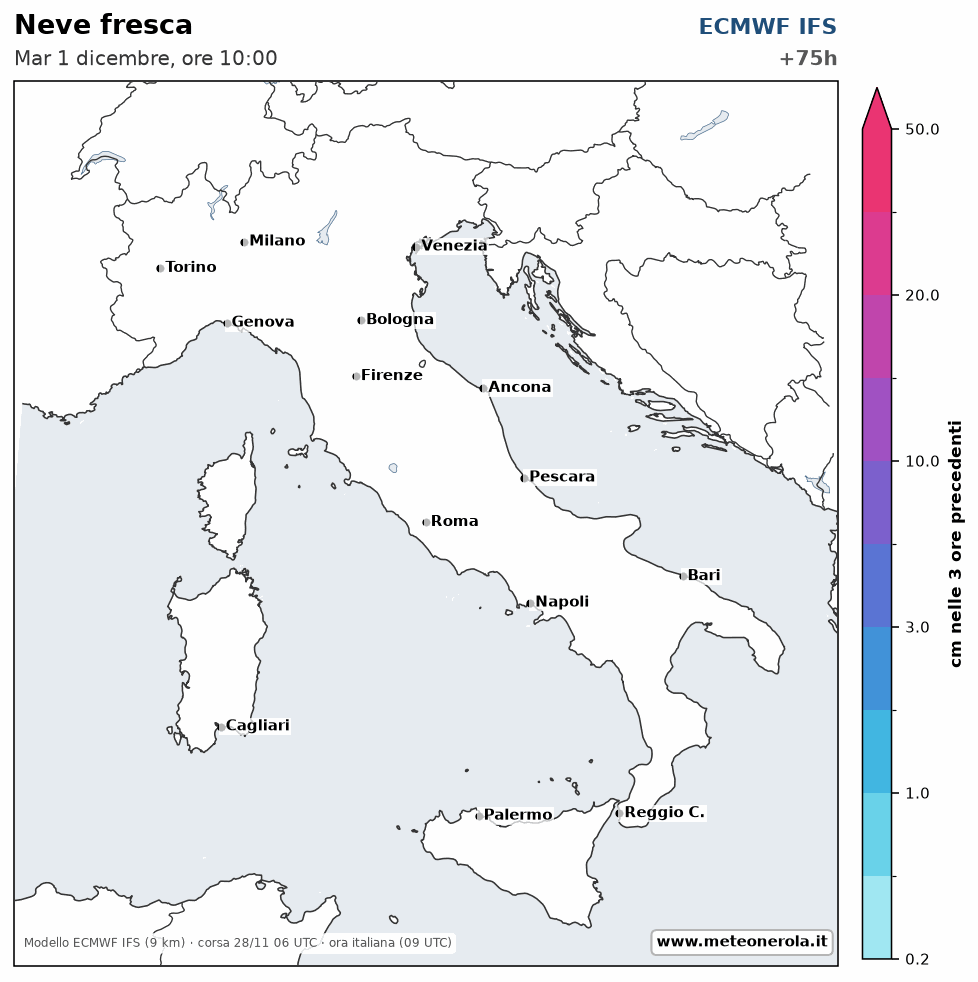 Neve fresca
ECMWF IFS
Mar 1 dicembre, ore 10:00
+75h
50.0
20.0
10.0
3.0
1.0
0.2
cm nelle 3 ore precedenti
Milano
Venezia
Torino
Genova
Bologna
Firenze
Ancona
Pescara
Roma
Bari
Napoli
Cagliari
Palermo
Reggio C.
Modello ECMWF IFS (9 km) · corsa 28/11 06 UTC · ora italiana (09 UTC)
www.meteonerola.it